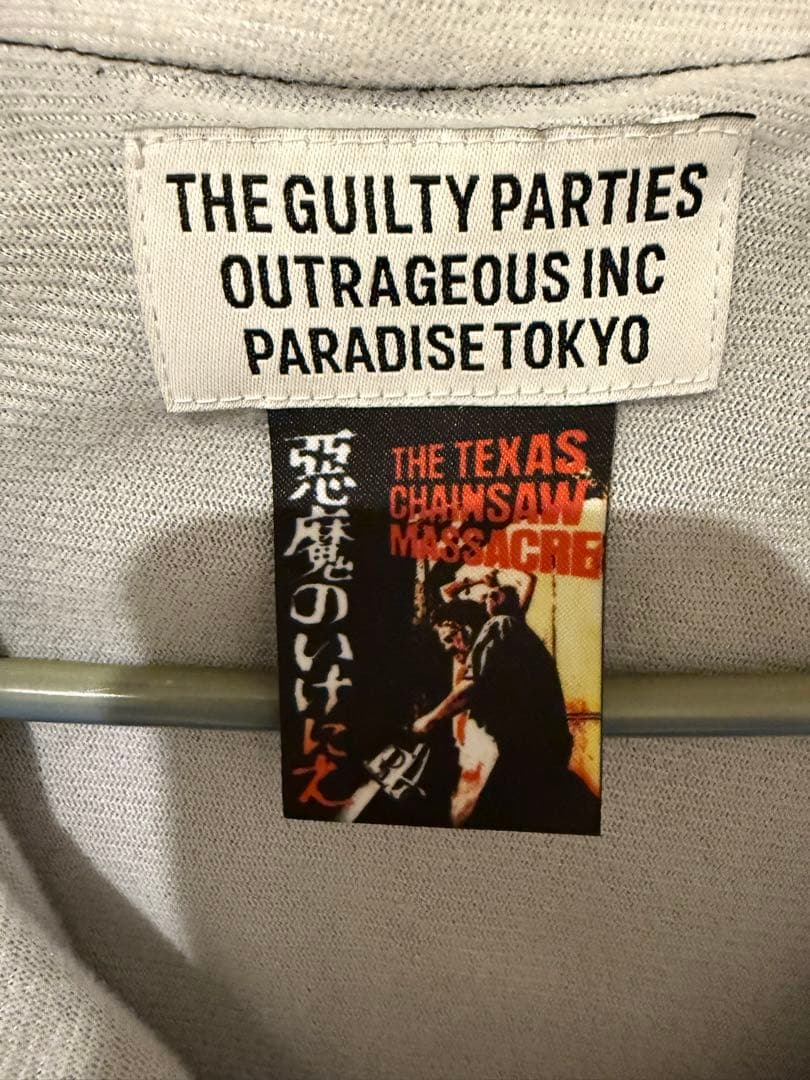 THE GUILTY PARTIES
OUTRAGEOUS INC
PARADISE TOKYO
悪魔のいけにえ
THE TEXAS
CHAINSAW
MASSACRE